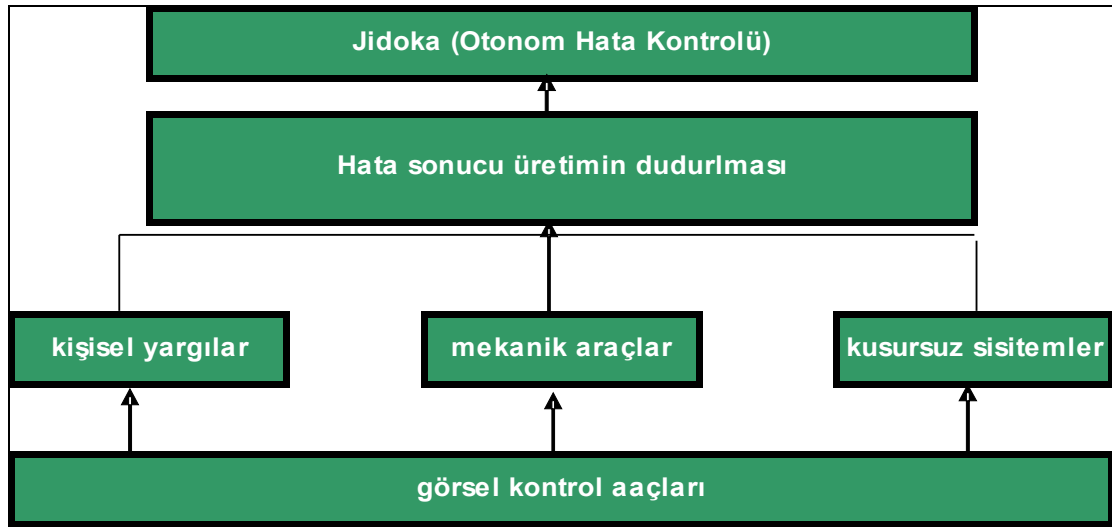 Jidoka (Otonom Hata Kontrolü)
Hata sonucu üretimin dudurlması
kişisel yargılar
mekanik araçlar
kusursuz sisitemler
görsel kontrol aaçları